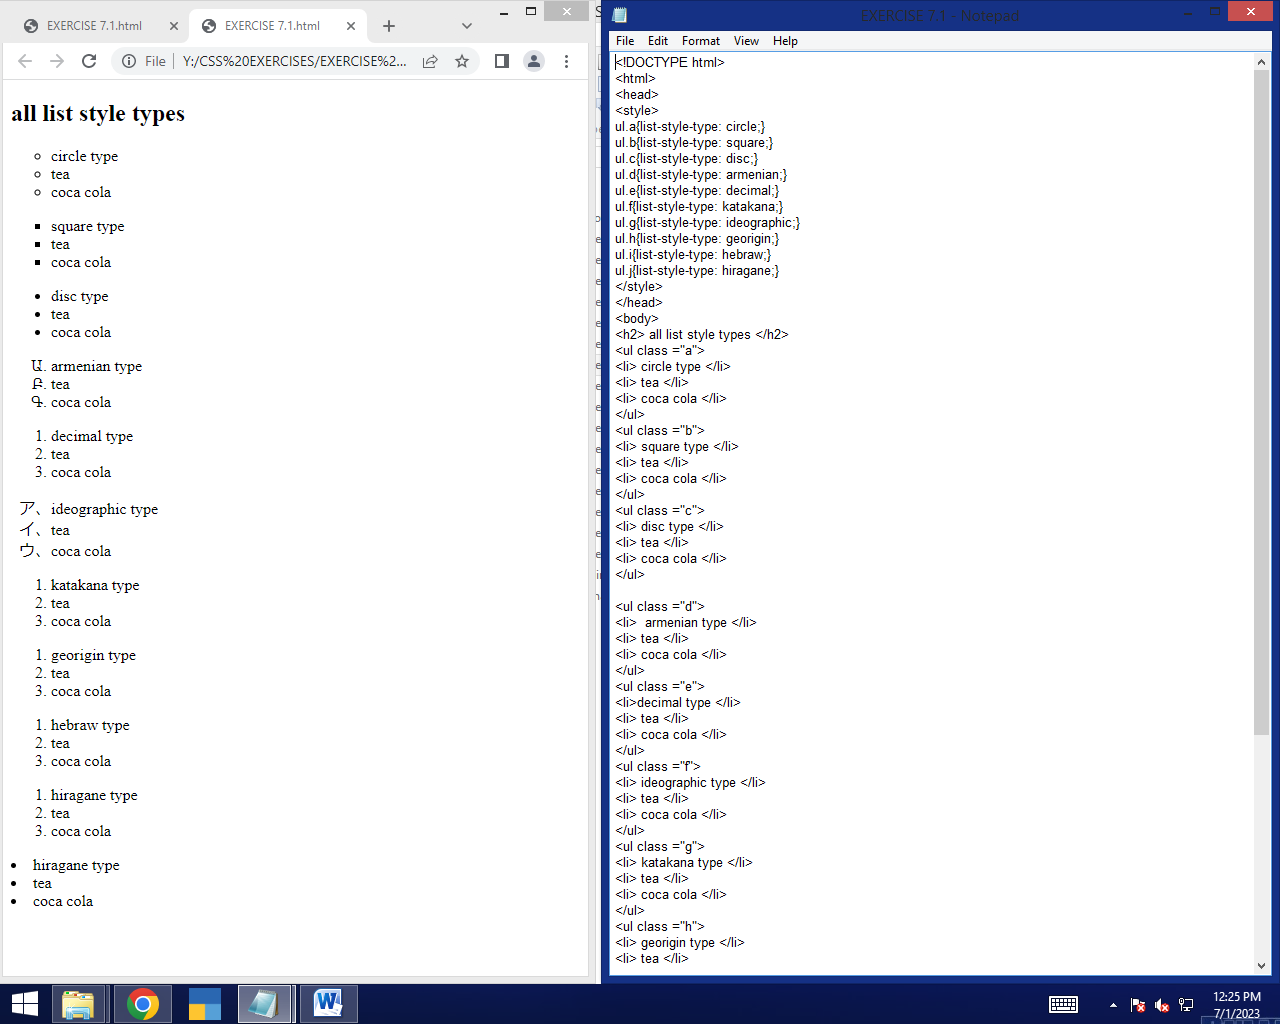 EXERCISE 7.1.html
EXERCISE 7.1.html
File
Y:/CSS%20EXERCISES/EXERCISE%2...
all list style types
circle type
tea
coca cola
square type
tea
coca cola
disc type
tea
coca cola
Ա. armenian type
Բ. tea
Գ. coca cola
1. decimal type
2. tea
3. coca cola
ア、ideographic type
イ、tea
ウ、coca cola
1. katakana type
2. tea
3. coca cola
1. georigin type
2. tea
3. coca cola
1. hebraw type
2. tea
3. coca cola
1. hiragane type
2. tea
3. coca cola
hiragane type
tea
coca cola
EXERCISE 7.1 - Notepad
File Edit Format View Help
<!DOCTYPE html>
<html>
<head>
<style>
ul.a{list-style-type: circle;}
ul.b{list-style-type: square;}
ul.c{list-style-type: disc;}
ul.d{list-style-type: armenian;}
ul.e{list-style-type: decimal;}
ul.f{list-style-type: katakana;}
ul.g{list-style-type: ideographic;}
ul.h{list-style-type: georigin;}
ul.i{list-style-type: hebraw;}
ul.j{list-style-type: hiragane;}
</style>
</head>
<body>
<h2> all list style types </h2>
<ul class ="a">
<li> circle type </li>
<li> tea </li>
<li> coca cola </li>
</ul>
<ul class ="b">
<li> square type </li>
<li> tea </li>
<li> coca cola </li>
</ul>
<ul class ="c">
<li> disc type </li>
<li> tea </li>
<li> coca cola </li>
</ul>
<ul class ="d">
<li>  armenian type </li>
<li> tea </li>
<li> coca cola </li>
</ul>
<ul class ="e">
<li>decimal type </li>
<li> tea </li>
<li> coca cola </li>
</ul>
<ul class ="f">
<li> ideographic type </li>
<li> tea </li>
<li> coca cola </li>
</ul>
<ul class ="g">
<li> katakana type </li>
<li> tea </li>
<li> coca cola </li>
</ul>
<ul class ="h">
<li> georigin type </li>
<li> tea </li>
12:25 PM
7/1/2023